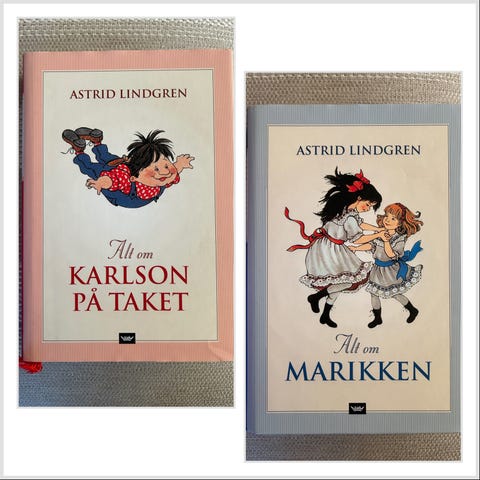 ASTRID LINDGREN
Alt om
KARLSON
PÅ TAKET
ASTRID LINDGREN
Alt om
MARIKKEN